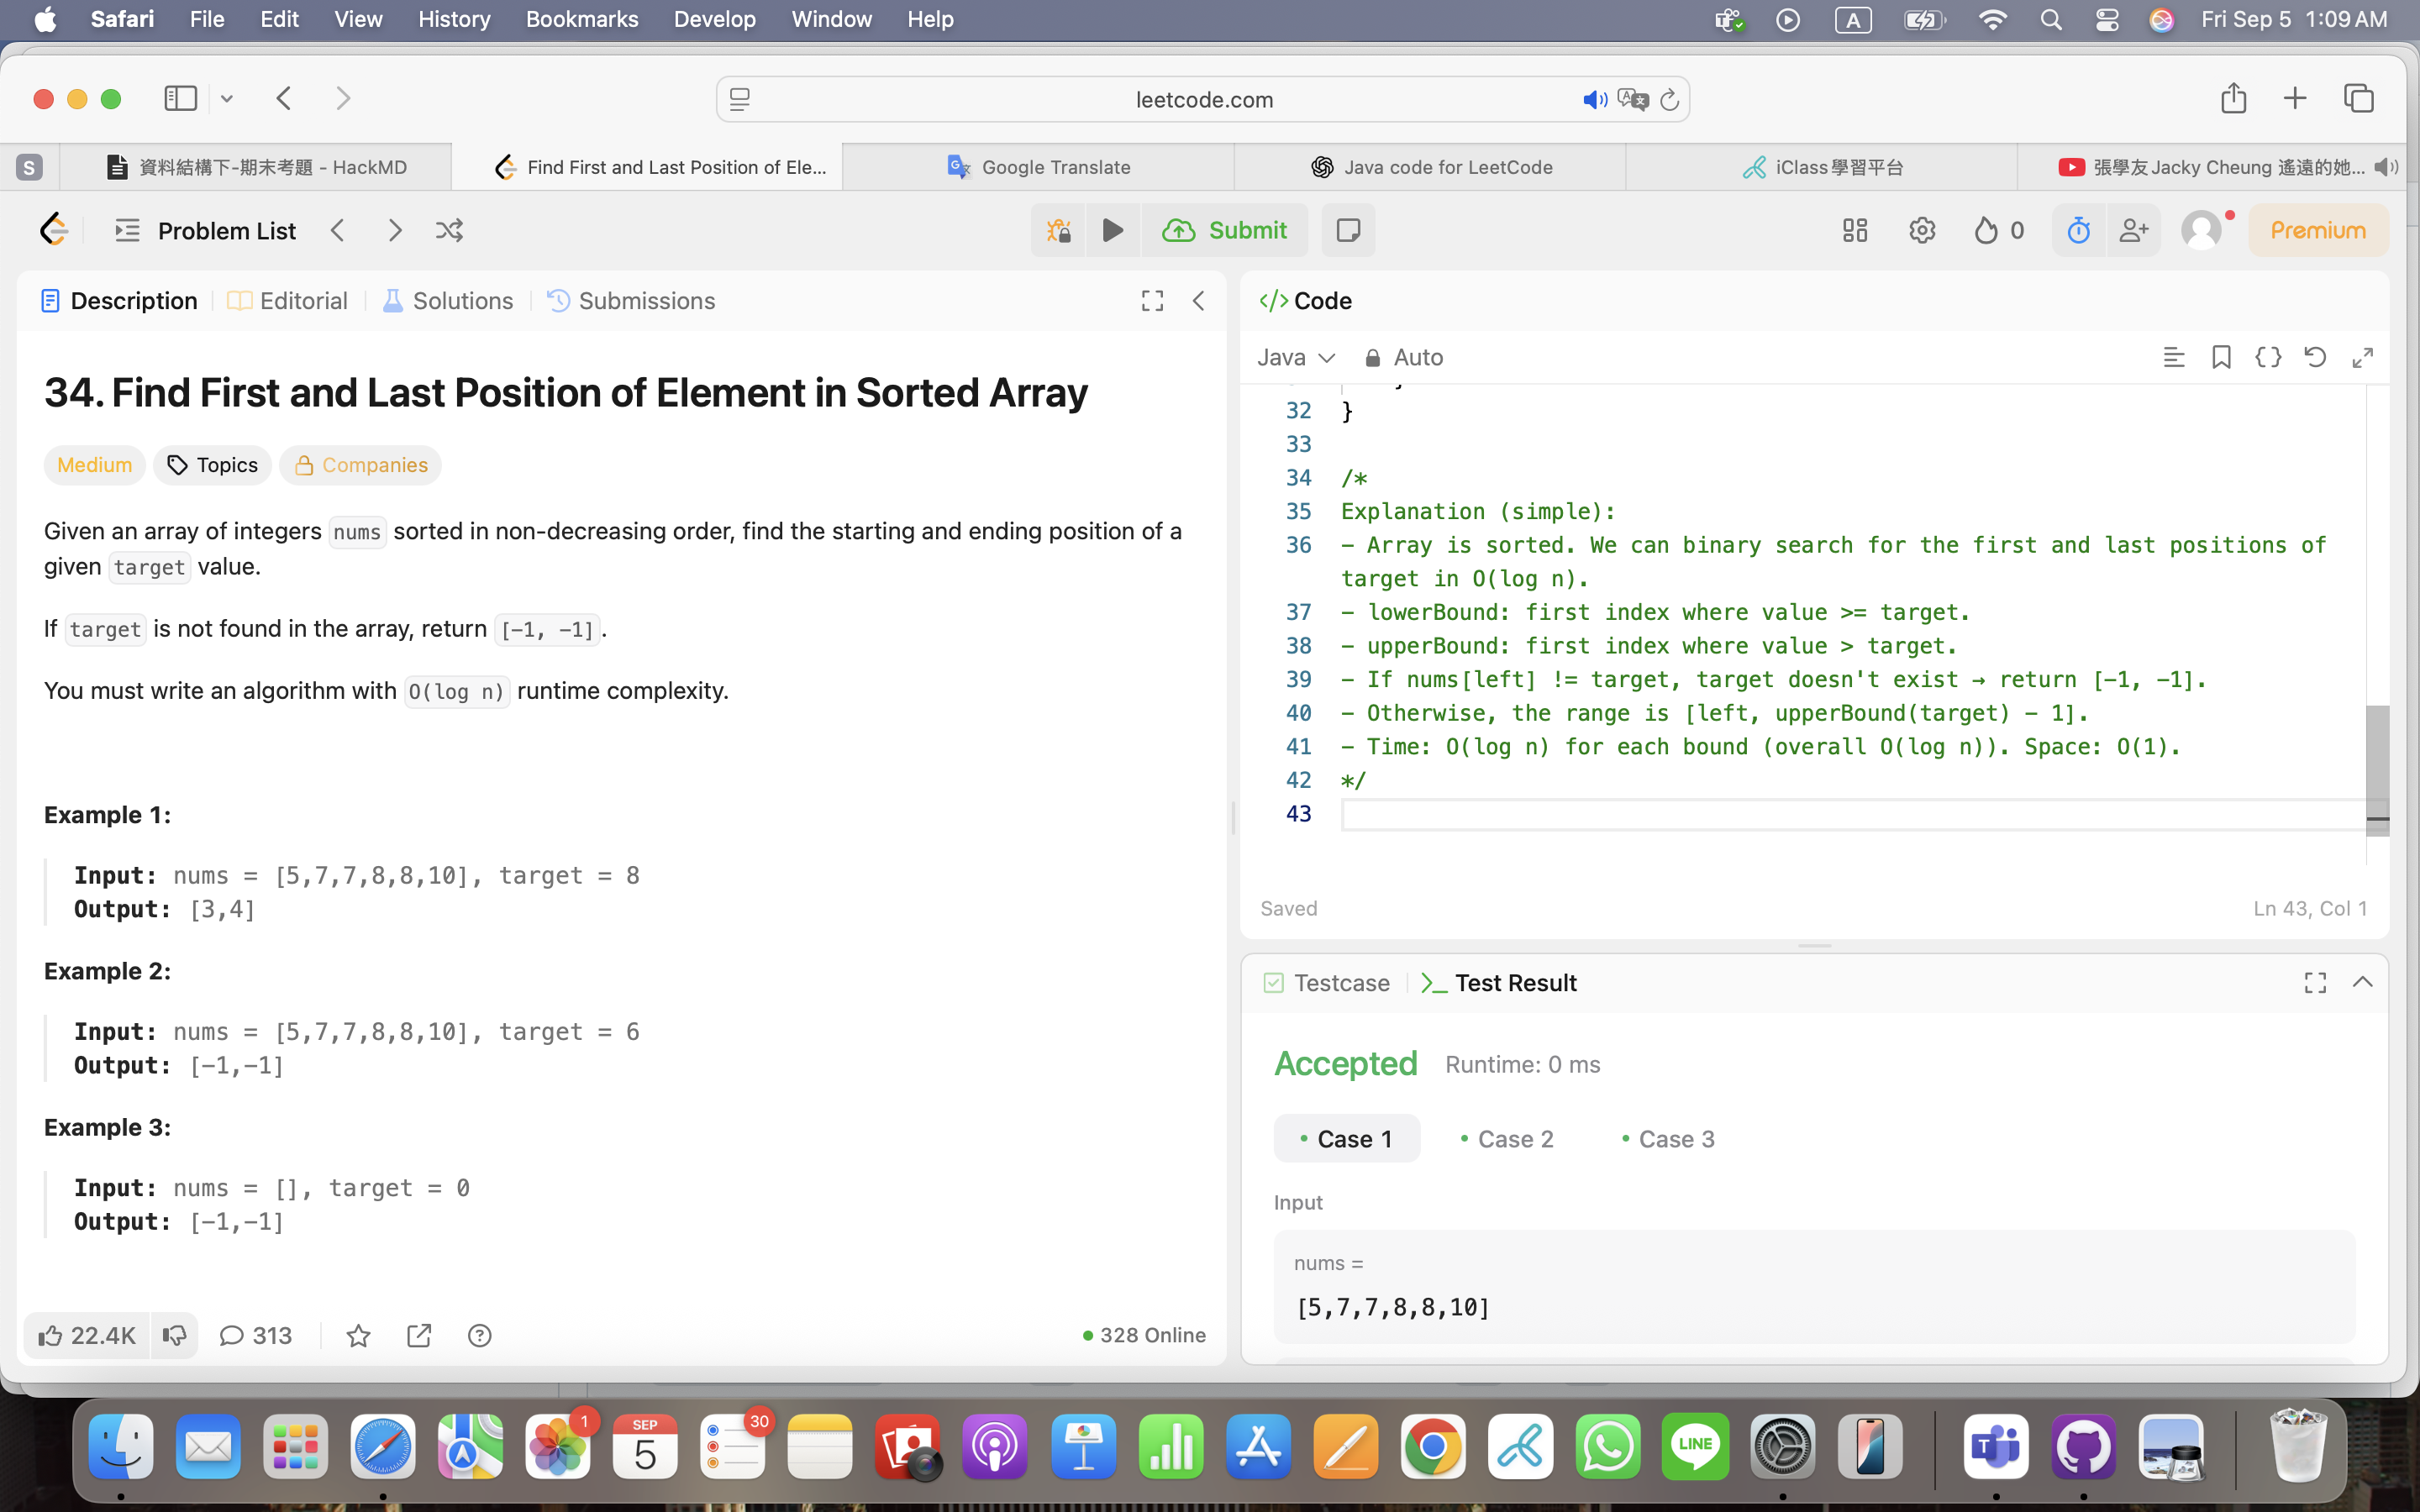 Safari File Edit View History Bookmarks Develop Window Help A Fri Sep 5 1:09 AM
leetcode.com
S 資料結構下-期末考題 - HackMD Find First and Last Position of Ele... Google Translate Java code for LeetCode iClass學習平台 張學友Jacky Cheung 遙遠的她...
Problem List Submit 0 Premium
Description Editorial Solutions Submissions
34. Find First and Last Position of Element in Sorted Array
Medium Topics Companies
Given an array of integers nums sorted in non-decreasing order, find the starting and ending position of a
given target value.
If target is not found in the array, return [-1, -1].
You must write an algorithm with O(log n) runtime complexity.
Example 1:
Input: nums = [5,7,7,8,8,10], target = 8
Output: [3,4]
Example 2:
Input: nums = [5,7,7,8,8,10], target = 6
Output: [-1,-1]
Example 3:
Input: nums = [], target = 0
Output: [-1,-1]
22.4K 313 328 Online
Code
Java Auto
32 }
33
34 /*
35 Explanation (simple):
36 - Array is sorted. We can binary search for the first and last positions of
target in O(log n).
37 - lowerBound: first index where value >= target.
38 - upperBound: first index where value > target.
39 - If nums[left] != target, target doesn't exist → return [-1, -1].
40 - Otherwise, the range is [left, upperBound(target) - 1].
41 - Time: O(log n) for each bound (overall O(log n)). Space: O(1).
42 */
43
Saved Ln 43, Col 1
Testcase Test Result
Accepted Runtime: 0 ms
Case 1 Case 2 Case 3
Input
nums =
[5,7,7,8,8,10]
1 SEP 5 30 LINE T